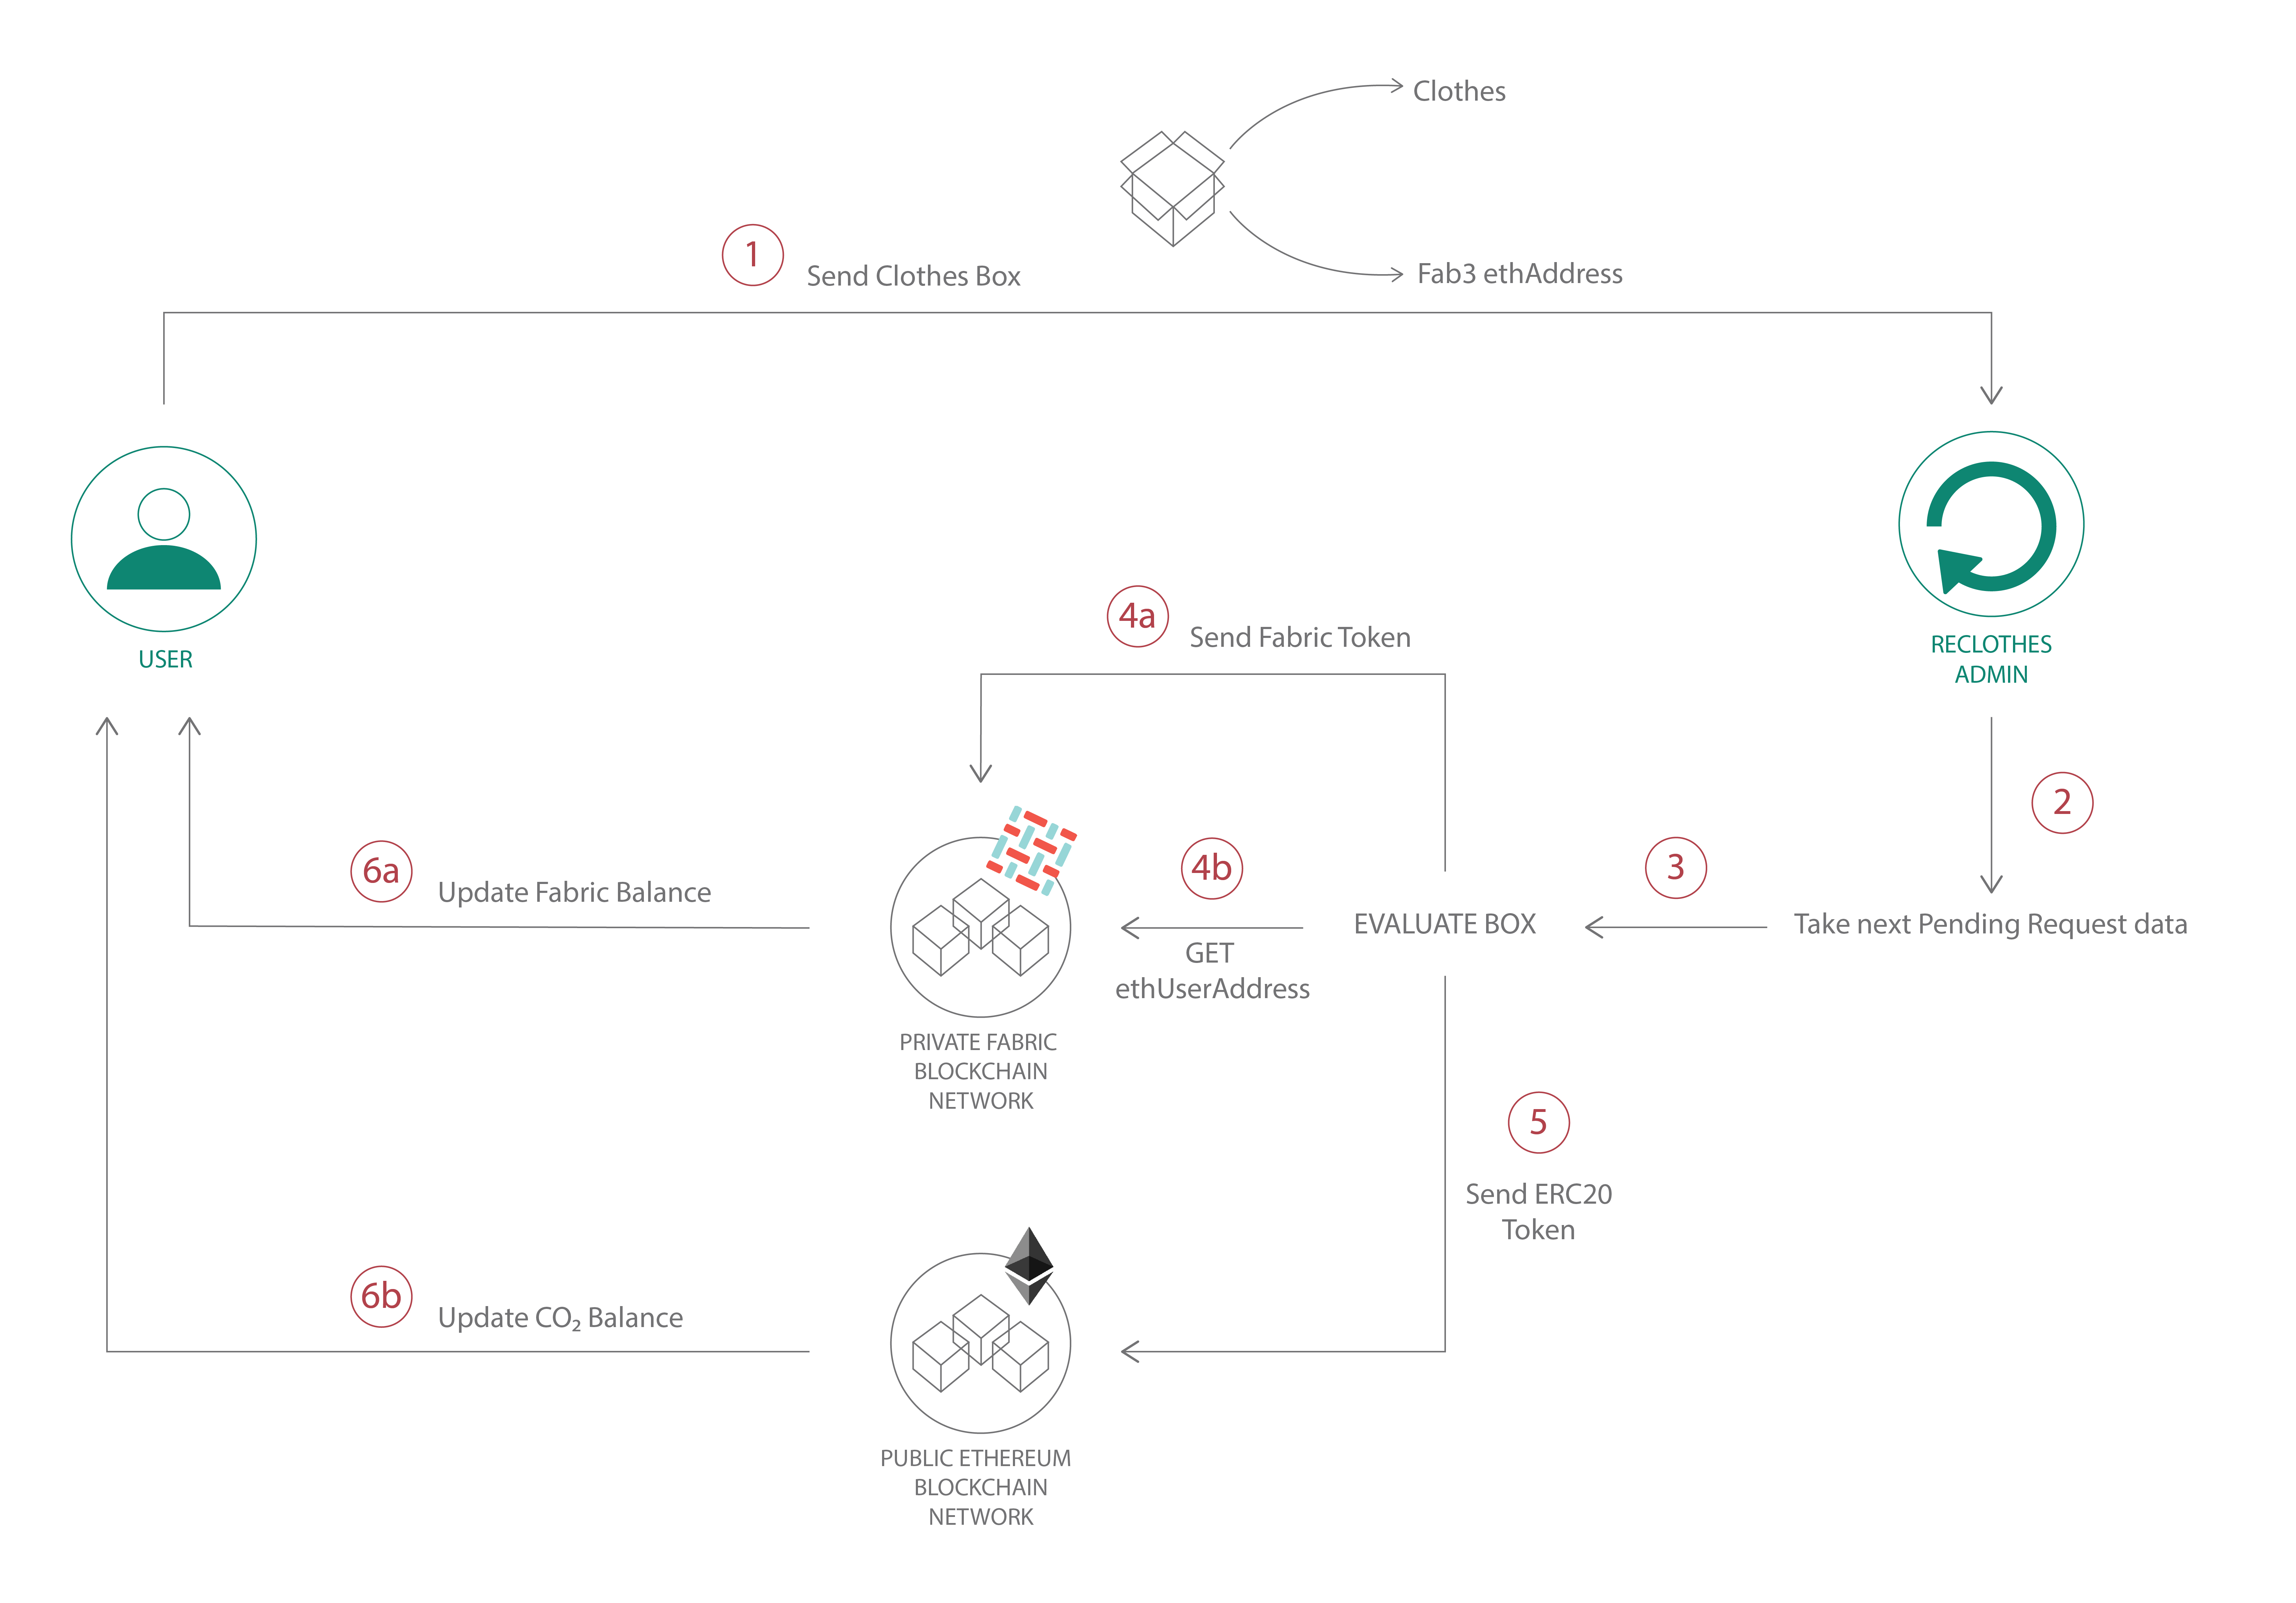 Clothes
1
Send Clothes Box
Fab3 ethAddress
USER
RECLOTHES
ADMIN
4a
Send Fabric Token
2
6a
Update Fabric Balance
4b
3
GET
ethUserAddress
EVALUATE BOX
Take next Pending Request data
PRIVATE FABRIC
BLOCKCHAIN
NETWORK
5
Send ERC20
Token
6b
Update CO₂ Balance
PUBLIC ETHEREUM
BLOCKCHAIN
NETWORK